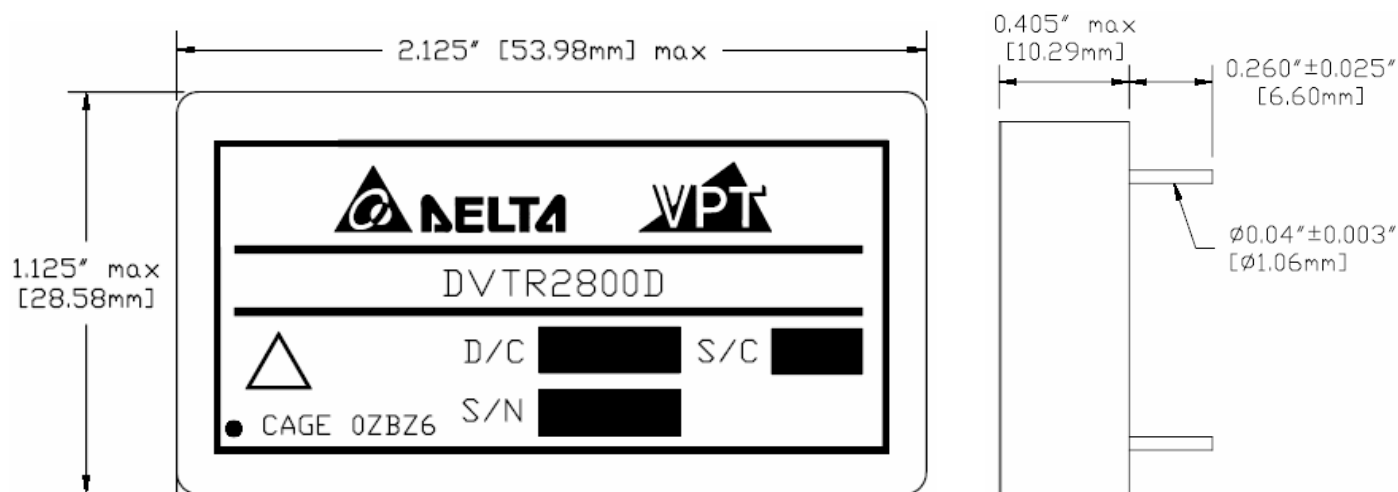 2.125″ [53.98mm] max
0.405″ max
[10.29mm]
0.260″±0.025″
[6.60mm]
1.125″ max
[28.58mm]
DELTA
VPT
DVTR2800D
D/C
S/C
S/N
CAGE 0ZBZ6
Ø0.04″±0.003″
[Ø1.06mm]